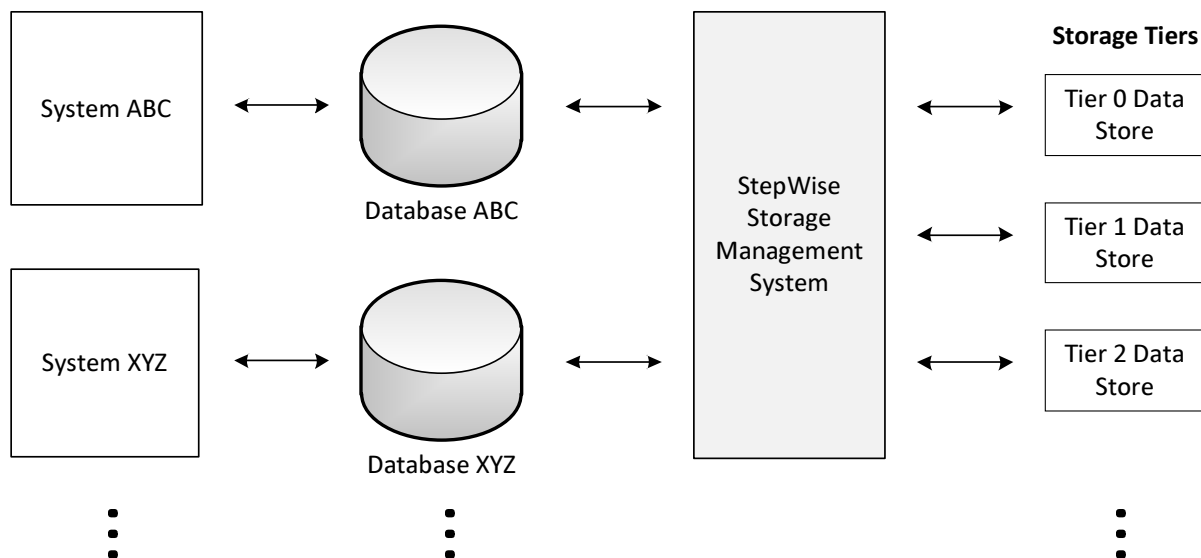 Storage Tiers
System ABC
Database ABC
StepWise
Storage
Management
System
Tier 0 Data
Store
Tier 1 Data
Store
System XYZ
Database XYZ
Tier 2 Data
Store